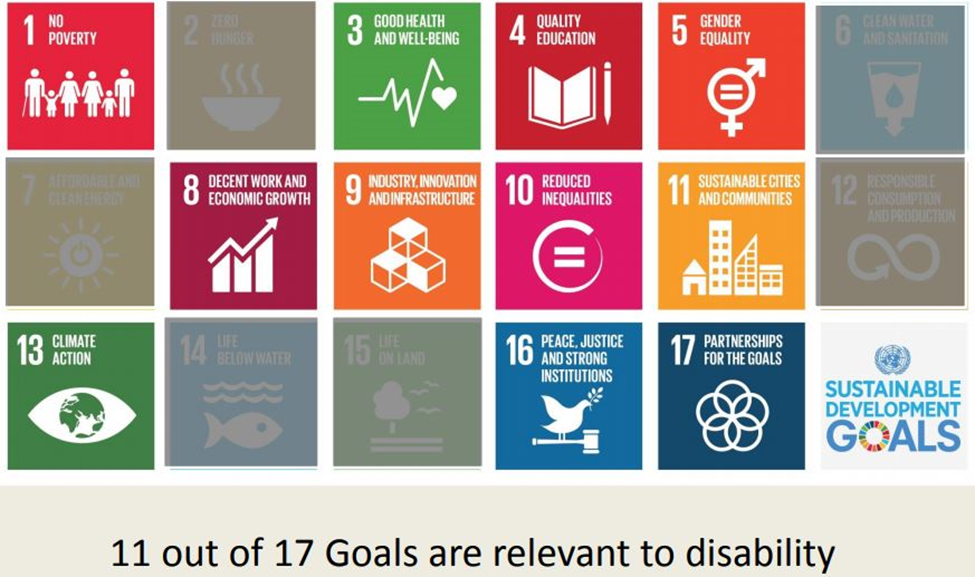 1 NO
POVERTY
2 ZERO
HUNGER
3 GOOD HEALTH
AND WELL-BEING
4 QUALITY
EDUCATION
5 GENDER
EQUALITY
6 CLEAN WATER
AND SANITATION
7 AFFORDABLE AND
CLEAN ENERGY
8 DECENT WORK AND
ECONOMIC GROWTH
9 INDUSTRY, INNOVATION
AND INFRASTRUCTURE
10 REDUCED
INEQUALITIES
11 SUSTAINABLE CITIES
AND COMMUNITIES
12 RESPONSIBLE
CONSUMPTION
AND PRODUCTION
13 CLIMATE
ACTION
14 LIFE
BELOW WATER
15 LIFE
ON LAND
16 PEACE, JUSTICE
AND STRONG
INSTITUTIONS
17 PARTNERSHIPS
FOR THE GOALS
SUSTAINABLE
DEVELOPMENT
GOALS
11 out of 17 Goals are relevant to disability